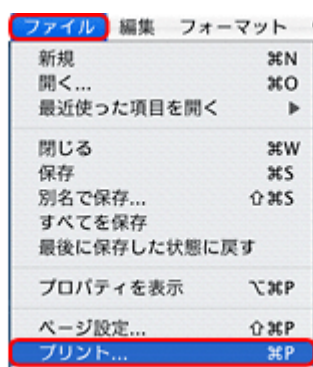 ファイル 編集 フォーマット
新規 ⌘N
開く... ⌘O
最近使った項目を開く ▶
閉じる ⌘W
保存 ⌘S
別名で保存... ⇧⌘S
すべてを保存
最後に保存した状態に戻す
プロパティを表示 ⌥⌘P
ページ設定... ⇧⌘P
プリント... ⌘P